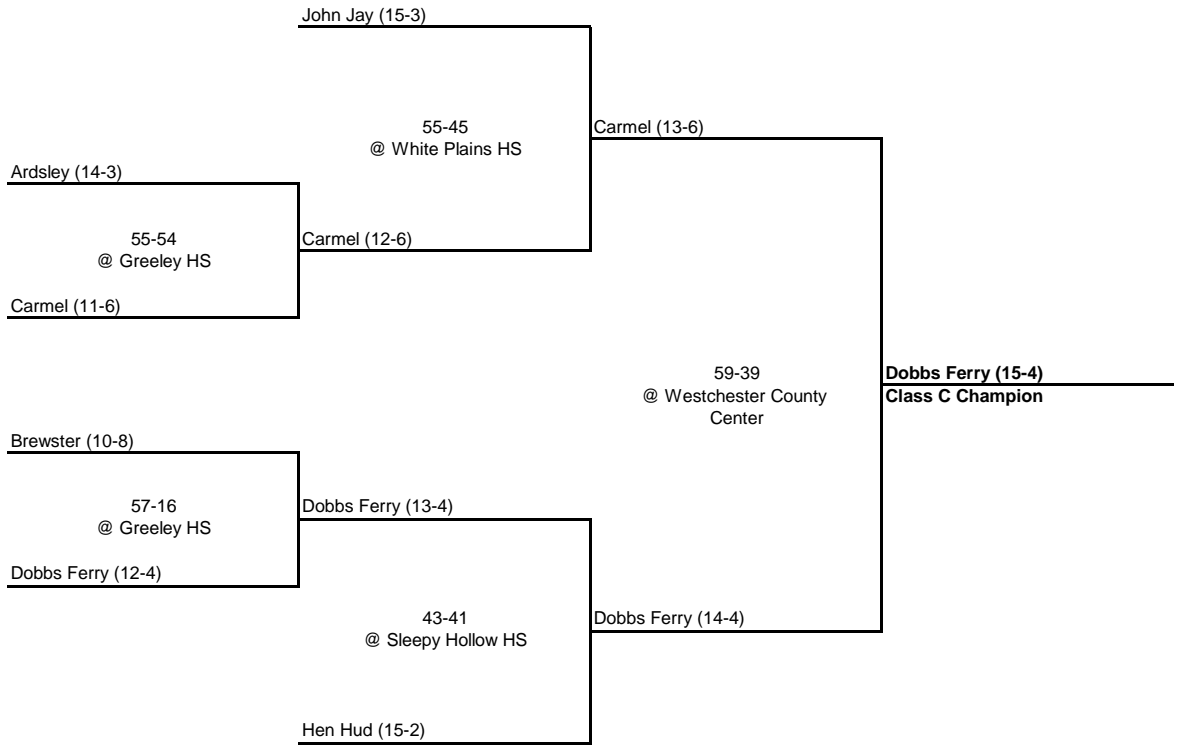 John Jay (15-3)
55-45
@ White Plains HS
Carmel (13-6)
Ardsley (14-3)
55-54
@ Greeley HS
Carmel (12-6)
Carmel (11-6)
59-39
@ Westchester County
Center
Dobbs Ferry (15-4)
Class C Champion
Brewster (10-8)
57-16
@ Greeley HS
Dobbs Ferry (13-4)
Dobbs Ferry (12-4)
43-41
@ Sleepy Hollow HS
Dobbs Ferry (14-4)
Hen Hud (15-2)